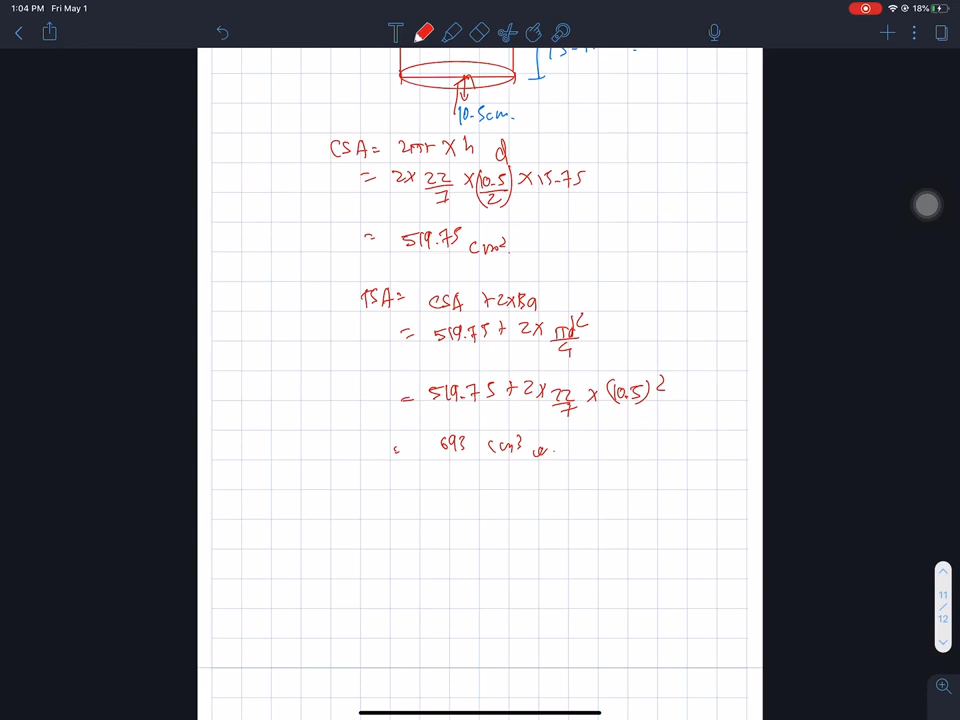 1:04 PM Fri May 1
18%
T
10.5cm.
CSA = 2πr × h d
= 2× 22/7 × (10.5/2) × 15.75
= 519.75 cm².
TSA = CSA + 2×Ba
= 519.75 + 2× πd²/4
= 519.75 + 2× 22/7 × (10.5)²
= 693 cm³
11
/
12